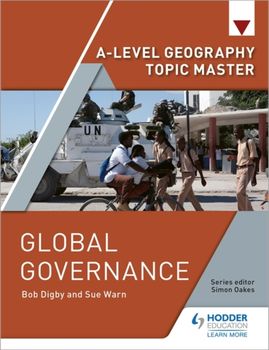 A-LEVEL GEOGRAPHY
TOPIC MASTER
UN
GLOBAL
GOVERNANCE
Bob Digby and Sue Warn
Series editor
Simon Oakes
HODDER
EDUCATION
LEARN MORE